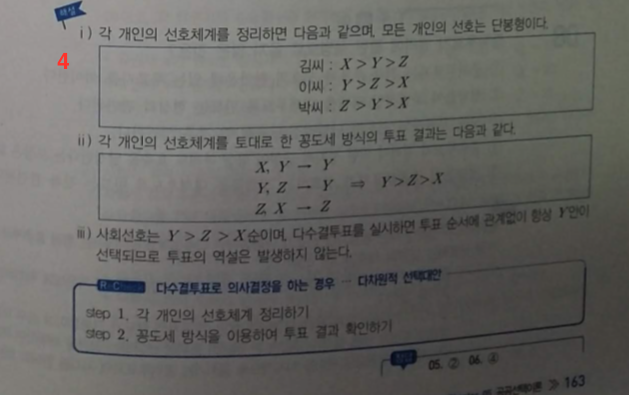 해설
ⅰ) 각 개인의 선호체계를 정리하면 다음과 같으며, 모든 개인의 선호는 단봉형이다.
4
김씨 : X > Y > Z
이씨 : Y > Z > X
박씨 : Z > Y > X
ⅱ) 각 개인의 선호체계를 토대로 한 꽁도세 방식의 투표 결과는 다음과 같다.
X, Y → Y
Y, Z → Y ⇒ Y > Z > X
Z, X → Z
ⅲ) 사회선호는 Y > Z > X 순이며, 다수결투표를 실시하면 투표 순서에 관계없이 항상 Y안이
선택되므로 투표의 역설은 발생하지 않는다.
다수결투표로 의사결정을 하는 경우 … 다차원적 선택대안
step 1. 각 개인의 선호체계 정리하기
step 2. 꽁도세 방식을 이용하여 투표 결과 확인하기
정답 05. ② 06. ④
공공선택이론 ≫ 163